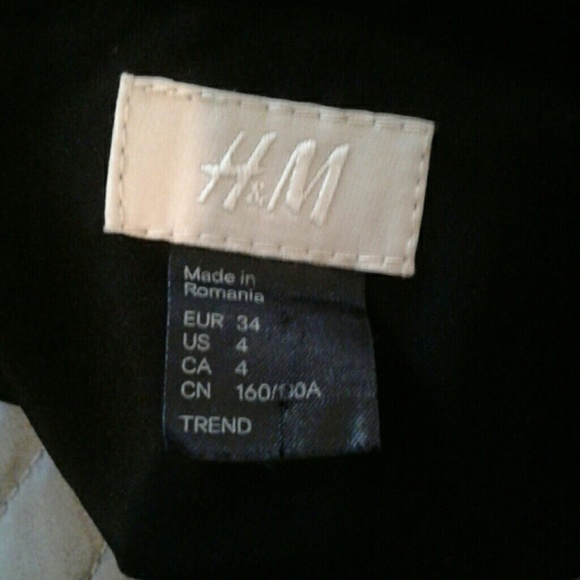 H&M
Made in
Romania
EUR 34
US 4
CA 4
CN
TREND